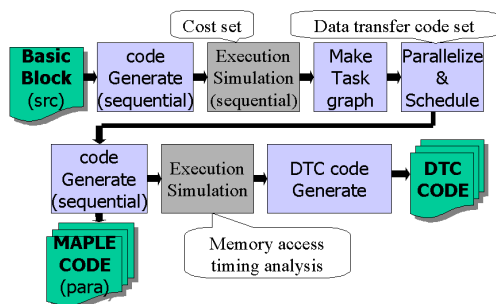 Cost set
Data transfer code set
Basic
Block
(src)
code
Generate
(sequential)
Execution
Simulation
(sequential)
Make
Task
graph
Parallelize
&
Schedule
code
Generate
(sequential)
Execution
Simulation
DTC code
Generate
DTC
CODE
MAPLE
CODE
(para)
Memory access
timing analysis